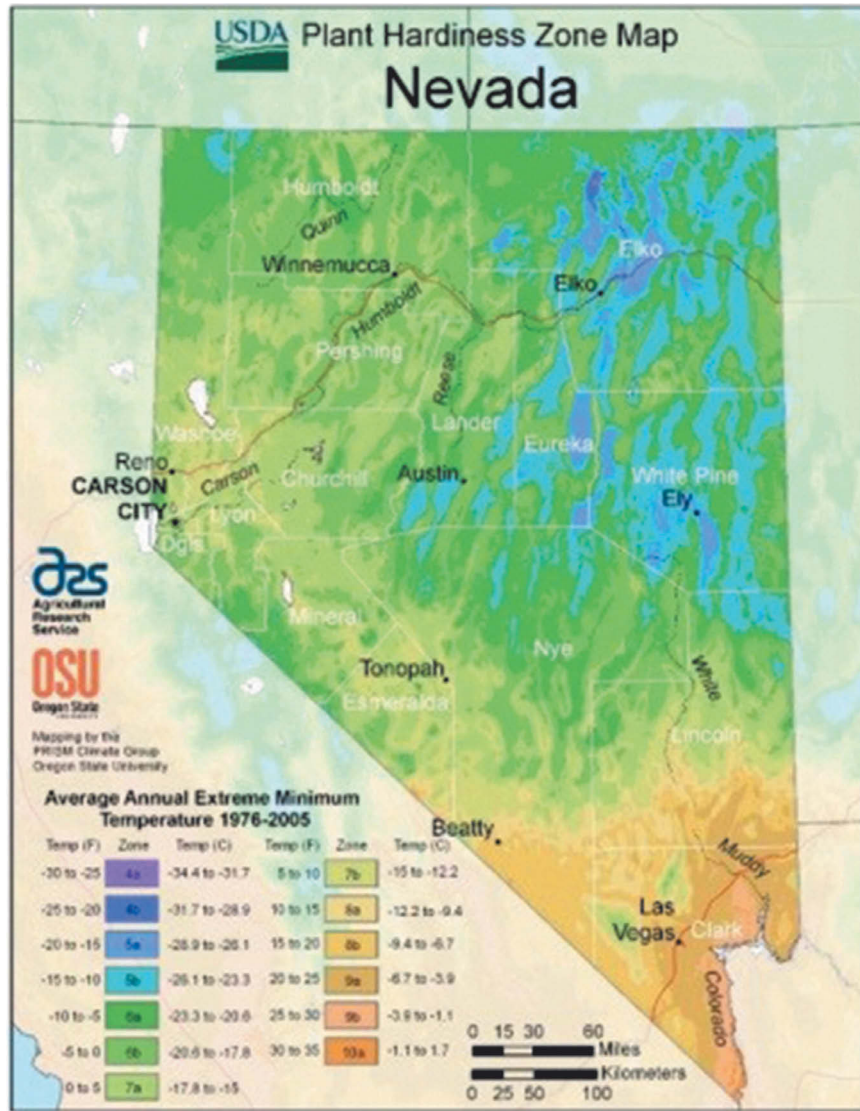 USDA Plant Hardiness Zone Map
Nevada
Humboldt
Quinn
Winnemucca
Elko
Elko
Humboldt
Pershing
Reese
Lander
Washoe
Eureka
Reno
Carson
Churchill
Austin
White Pine
CARSON
CITY
Lyon
Ely
Dgls
Mineral
Nye
Tonopah
White
Esmeralda
Lincoln
ars
Agricultural
Research
Service
OSU
Oregon State
UNIVERSITY
Mapping by the
PRISM Climate Group
Oregon State University
Average Annual Extreme Minimum
Temperature 1976-2005
Temp (F) Zone Temp (C) Temp (F) Zone Temp (C)
-30 to -25 4a -34.4 to -31.7 5 to 10 7b -15 to -12.2
-25 to -20 4b -31.7 to -28.9 10 to 15 8a -12.2 to -9.4
-20 to -15 5a -28.9 to -26.1 15 to 20 8b -9.4 to -6.7
-15 to -10 5b -26.1 to -23.3 20 to 25 9a -6.7 to -3.9
-10 to -5 6a -23.3 to -20.6 25 to 30 9b -3.9 to -1.1
-5 to 0 6b -20.6 to -17.8 30 to 35 10a -1.1 to 1.7
0 to 5 7a -17.8 to -15
Beatty
Muddy
Las
Vegas
Clark
Colorado
0 15 30 60
Miles
Kilometers
0 25 50 100